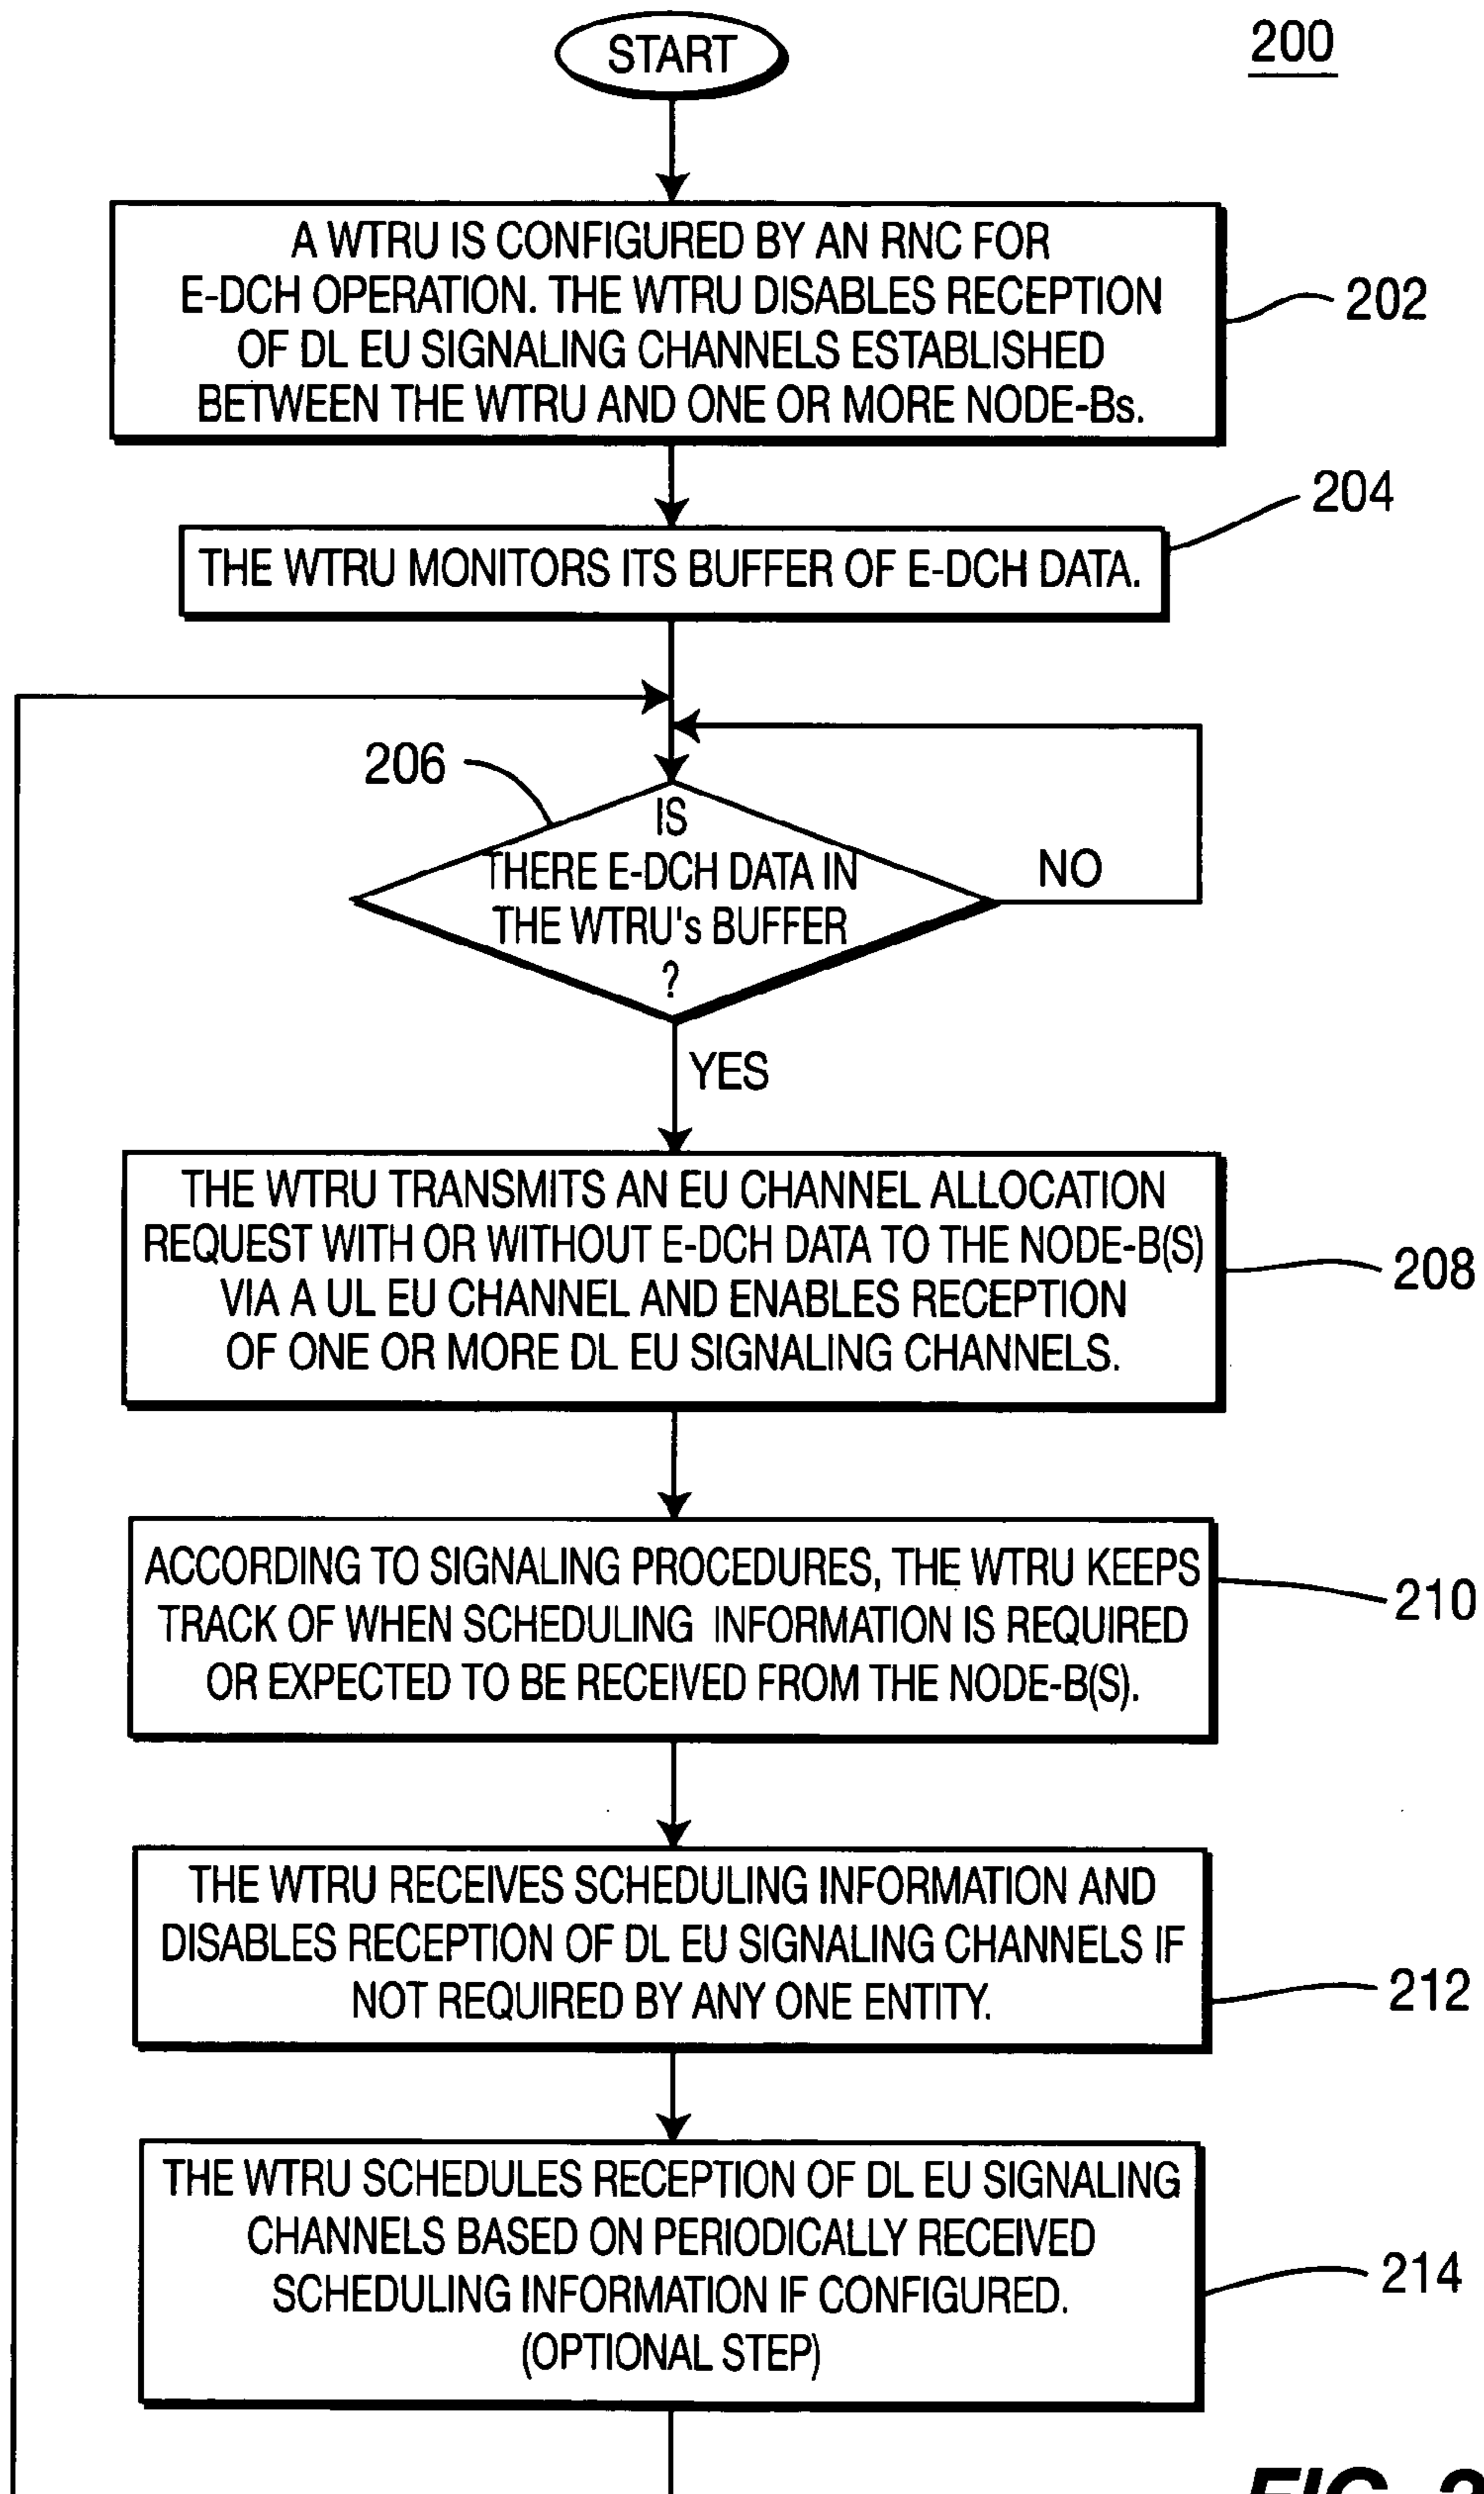 START
200
A WTRU IS CONFIGURED BY AN RNC FOR
E-DCH OPERATION. THE WTRU DISABLES RECEPTION
OF DL EU SIGNALING CHANNELS ESTABLISHED
BETWEEN THE WTRU AND ONE OR MORE NODE-Bs.
202
204
THE WTRU MONITORS ITS BUFFER OF E-DCH DATA.
206
IS
THERE E-DCH DATA IN
THE WTRU's BUFFER
?
NO
YES
THE WTRU TRANSMITS AN EU CHANNEL ALLOCATION
REQUEST WITH OR WITHOUT E-DCH DATA TO THE NODE-B(S)
VIA A UL EU CHANNEL AND ENABLES RECEPTION
OF ONE OR MORE DL EU SIGNALING CHANNELS.
208
ACCORDING TO SIGNALING PROCEDURES, THE WTRU KEEPS
TRACK OF WHEN SCHEDULING INFORMATION IS REQUIRED
OR EXPECTED TO BE RECEIVED FROM THE NODE-B(S).
210
THE WTRU RECEIVES SCHEDULING INFORMATION AND
DISABLES RECEPTION OF DL EU SIGNALING CHANNELS IF
NOT REQUIRED BY ANY ONE ENTITY.
212
THE WTRU SCHEDULES RECEPTION OF DL EU SIGNALING
CHANNELS BASED ON PERIODICALLY RECEIVED
SCHEDULING INFORMATION IF CONFIGURED.
(OPTIONAL STEP)
214